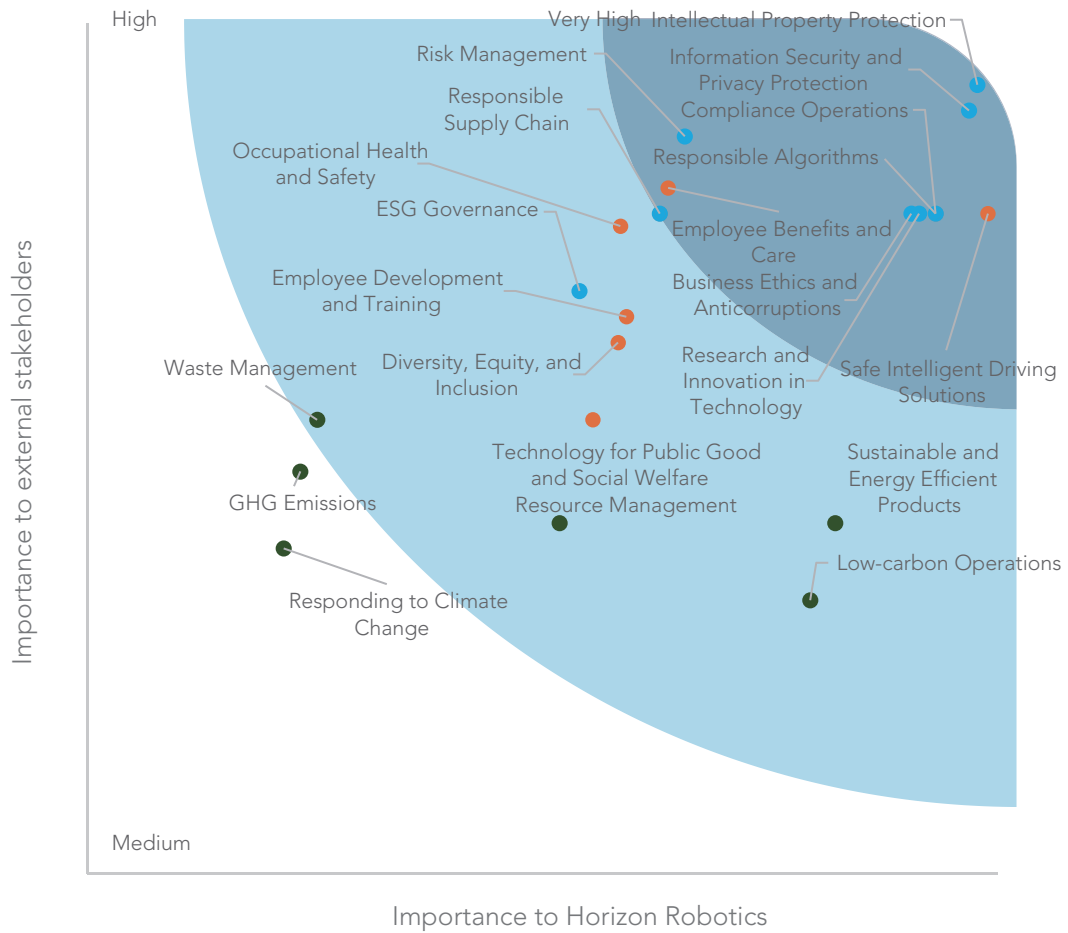 High
Very High
Intellectual Property Protection
Risk Management
Information Security and
Privacy Protection
Responsible
Supply Chain
Compliance Operations
Occupational Health
and Safety
Responsible Algorithms
ESG Governance
Employee Benefits and
Care
Employee Development
and Training
Business Ethics and
Anticorruptions
Waste Management
Diversity, Equity, and
Inclusion
Research and
Innovation in
Technology
Safe Intelligent Driving
Solutions
Technology for Public Good
and Social Welfare
Resource Management
Sustainable and
Energy Efficient
Products
GHG Emissions
Low-carbon Operations
Responding to Climate
Change
Medium
Importance to external stakeholders
Importance to Horizon Robotics